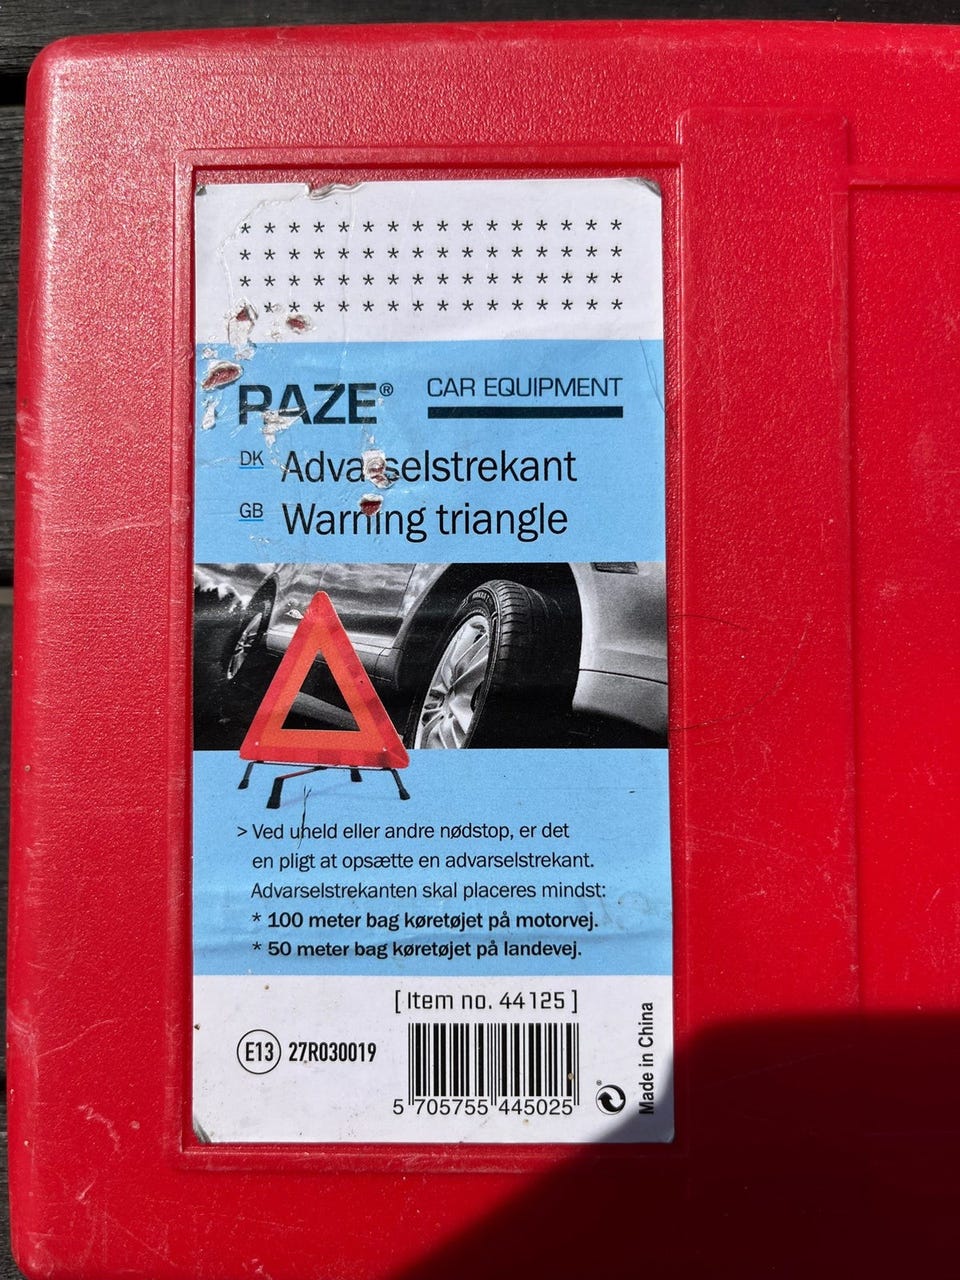 * * * * * * * * * * * * * * * *
* * * * * * * * * * * * * * * *
* * * * * * * * * * * * * * * *
* * * * * * * * * * * * * * *
RAZE® CAR EQUIPMENT
DK Advarselstrekant
GB Warning triangle
> Ved uheld eller andre nødstop, er det
en pligt at opsætte en advarselstrekant.
Advarselstrekanten skal placeres mindst:
* 100 meter bag køretøjet på motorvej.
* 50 meter bag køretøjet på landevej.
[ Item no. 44125 ]
E13 27R030019
5 705755 445025
Made in China